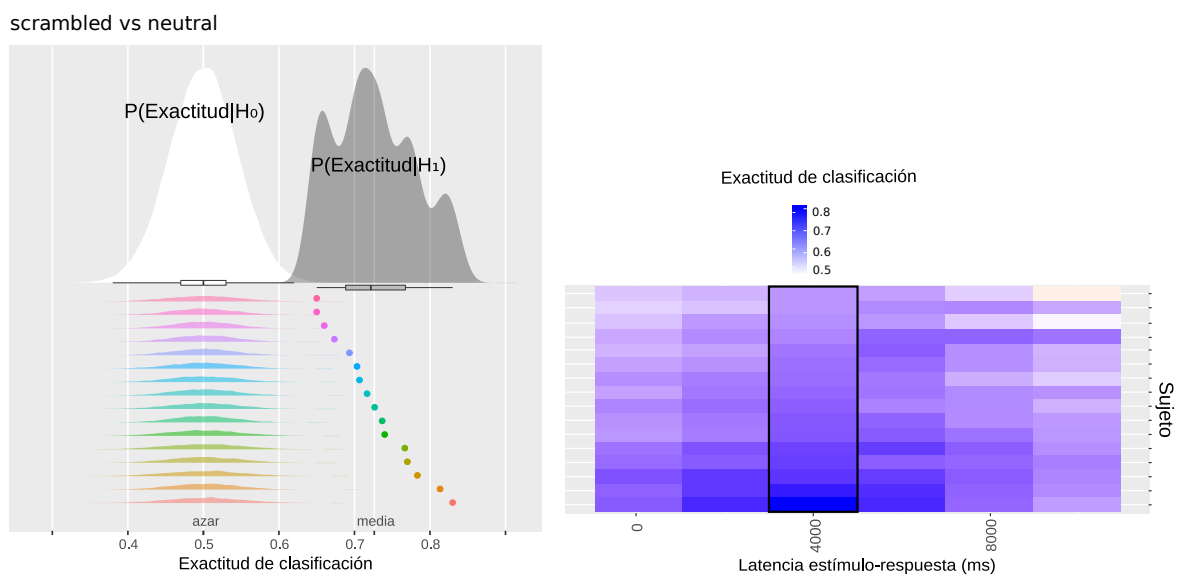 scrambled vs neutral
P(Exactitud|H₀)
P(Exactitud|H₁)
azar
media
0.4
0.5
0.6
0.7
0.8
Exactitud de clasificación
Exactitud de clasificación
0.8
0.7
0.6
0.5
Sujeto
0
4000
8000
Latencia estímulo-respuesta (ms)